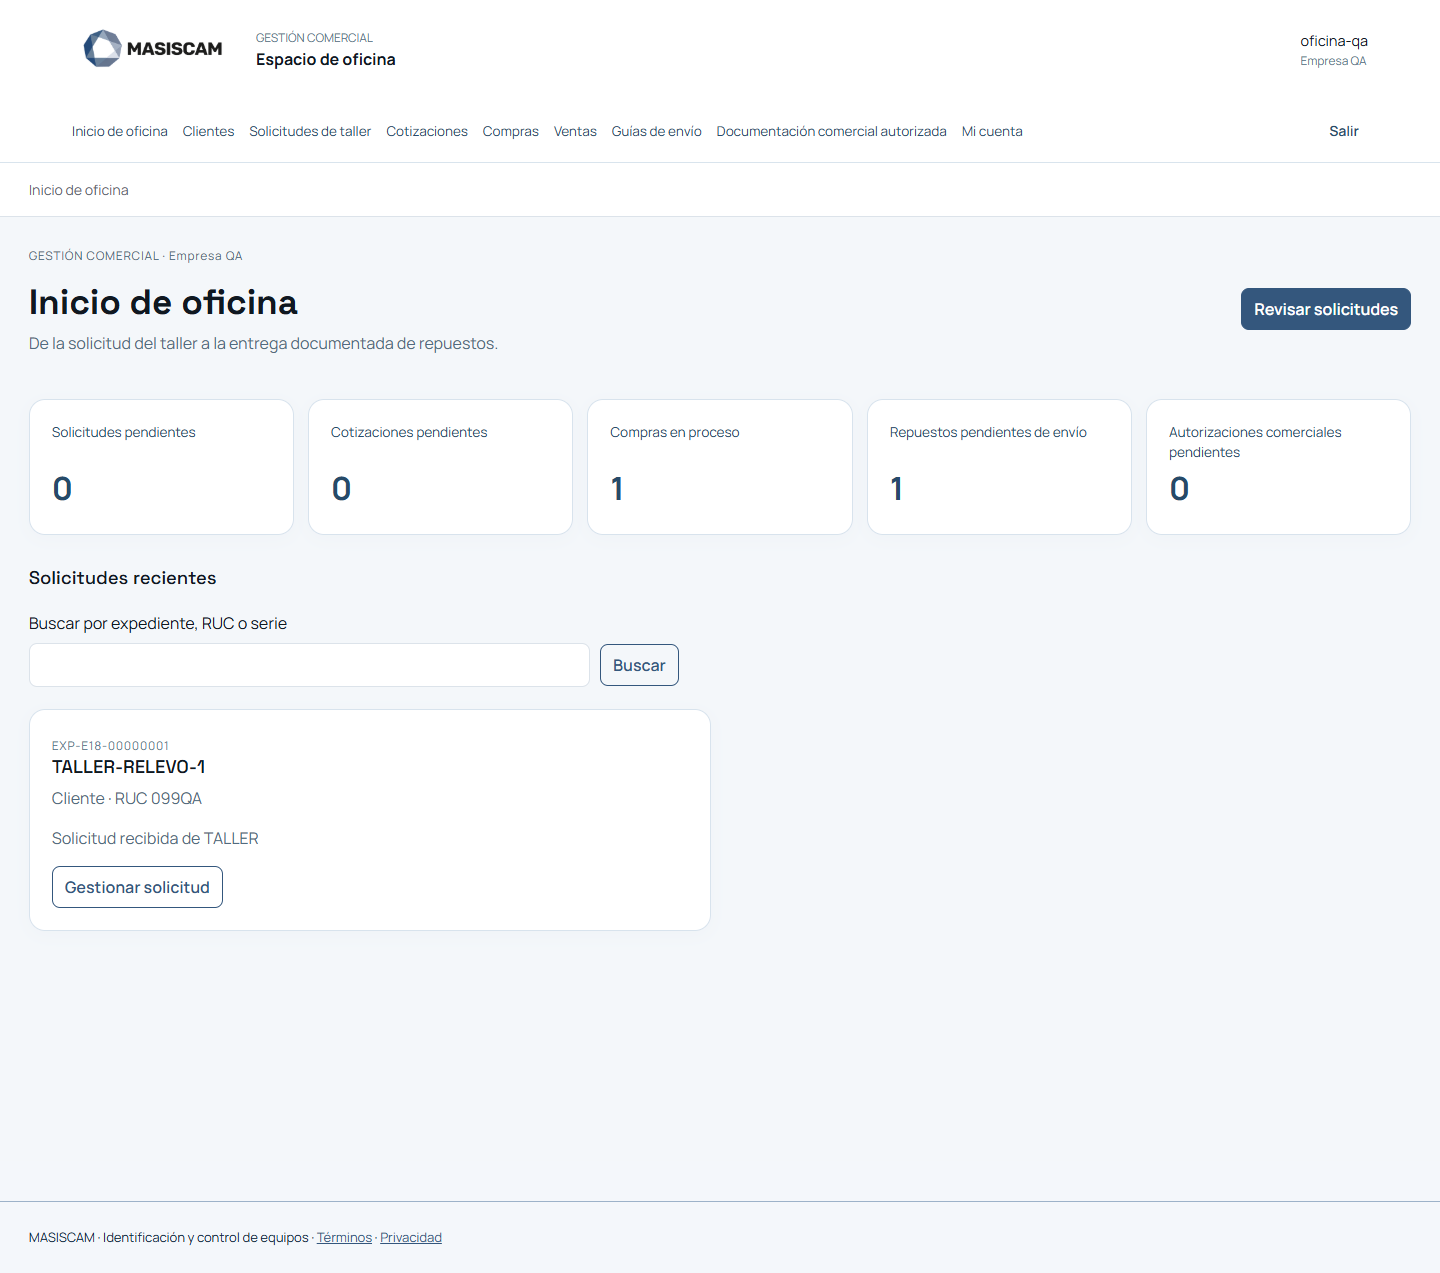 MASISCAM
GESTIÓN COMERCIAL
Espacio de oficina
oficina-qa
Empresa QA
Inicio de oficina Clientes Solicitudes de taller Cotizaciones Compras Ventas Guías de envío Documentación comercial autorizada Mi cuenta Salir
Inicio de oficina
GESTIÓN COMERCIAL · Empresa QA
Inicio de oficina
Revisar solicitudes
De la solicitud del taller a la entrega documentada de repuestos.
Solicitudes pendientes
0
Cotizaciones pendientes
0
Compras en proceso
1
Repuestos pendientes de envío
1
Autorizaciones comerciales
pendientes
0
Solicitudes recientes
Buscar por expediente, RUC o serie
Buscar
EXP-E18-00000001
TALLER-RELEVO-1
Cliente · RUC 099QA
Solicitud recibida de TALLER
Gestionar solicitud
MASISCAM · Identificación y control de equipos · Términos · Privacidad